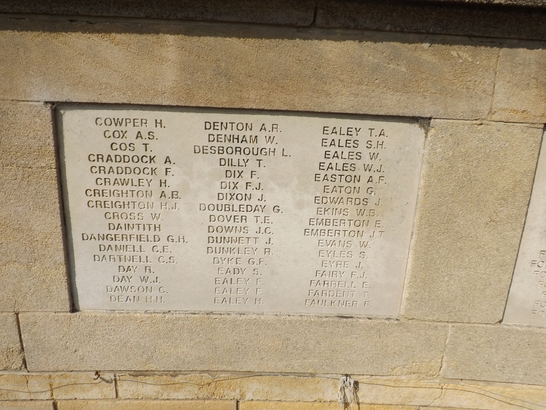 COWPER H.
COX A.S.
COS T.
CRADDOCK A.
CRADDOCK F.
CRAWLEY H.
CREIGHTON A.B.
CREIGHTON H.J.
CROSS W.
DAINTITH
DANGERFIELD G.H.
DANIELL C.E.
DARTNELL C.S.
DAY R.
DAY W.J.
DAWSON G.
DEAN H.H.
DENTON A.R.
DENHAM W.
DESBOROUGH L.
DILLY T.
DIX F.
DIX F.J.
DIXON J.
DOUBLEDAY G.
DOVER T.E.
DOWNS J.C.
DUNNETT J.
DUNKLEY R.
DYKE G.F.
EADY S.
EALEY F.
EALEY F.
EALEY H.
EALEY T.A.
EALES S.H.
EALES W.
EALES W.J.
EASTON A.F.
EATON G.
EDWARDS J.
EKINS W.B.
EMBERTON E.
EMBERTON J.T
EVANS W.
EYLES S.
EYRE J.
FAIRY F.J.
FARRELL E.
FARDENT T.
FAULKNER F.